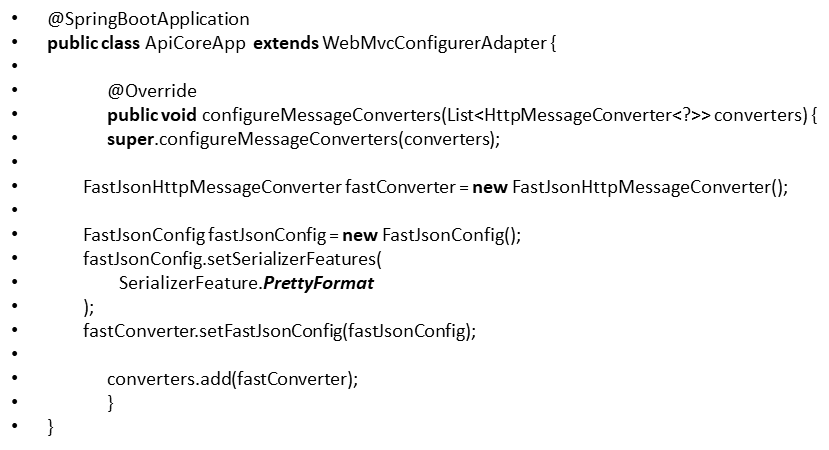 • @SpringBootApplication
• public class ApiCoreApp extends WebMvcConfigurerAdapter {
•
• @Override
• public void configureMessageConverters(List<HttpMessageConverter<?>> converters) {
• super.configureMessageConverters(converters);
•
• FastJsonHttpMessageConverter fastConverter = new FastJsonHttpMessageConverter();
•
• FastJsonConfig fastJsonConfig = new FastJsonConfig();
• fastJsonConfig.setSerializerFeatures(
• SerializerFeature.PrettyFormat
• );
• fastConverter.setFastJsonConfig(fastJsonConfig);
•
• converters.add(fastConverter);
• }
• }